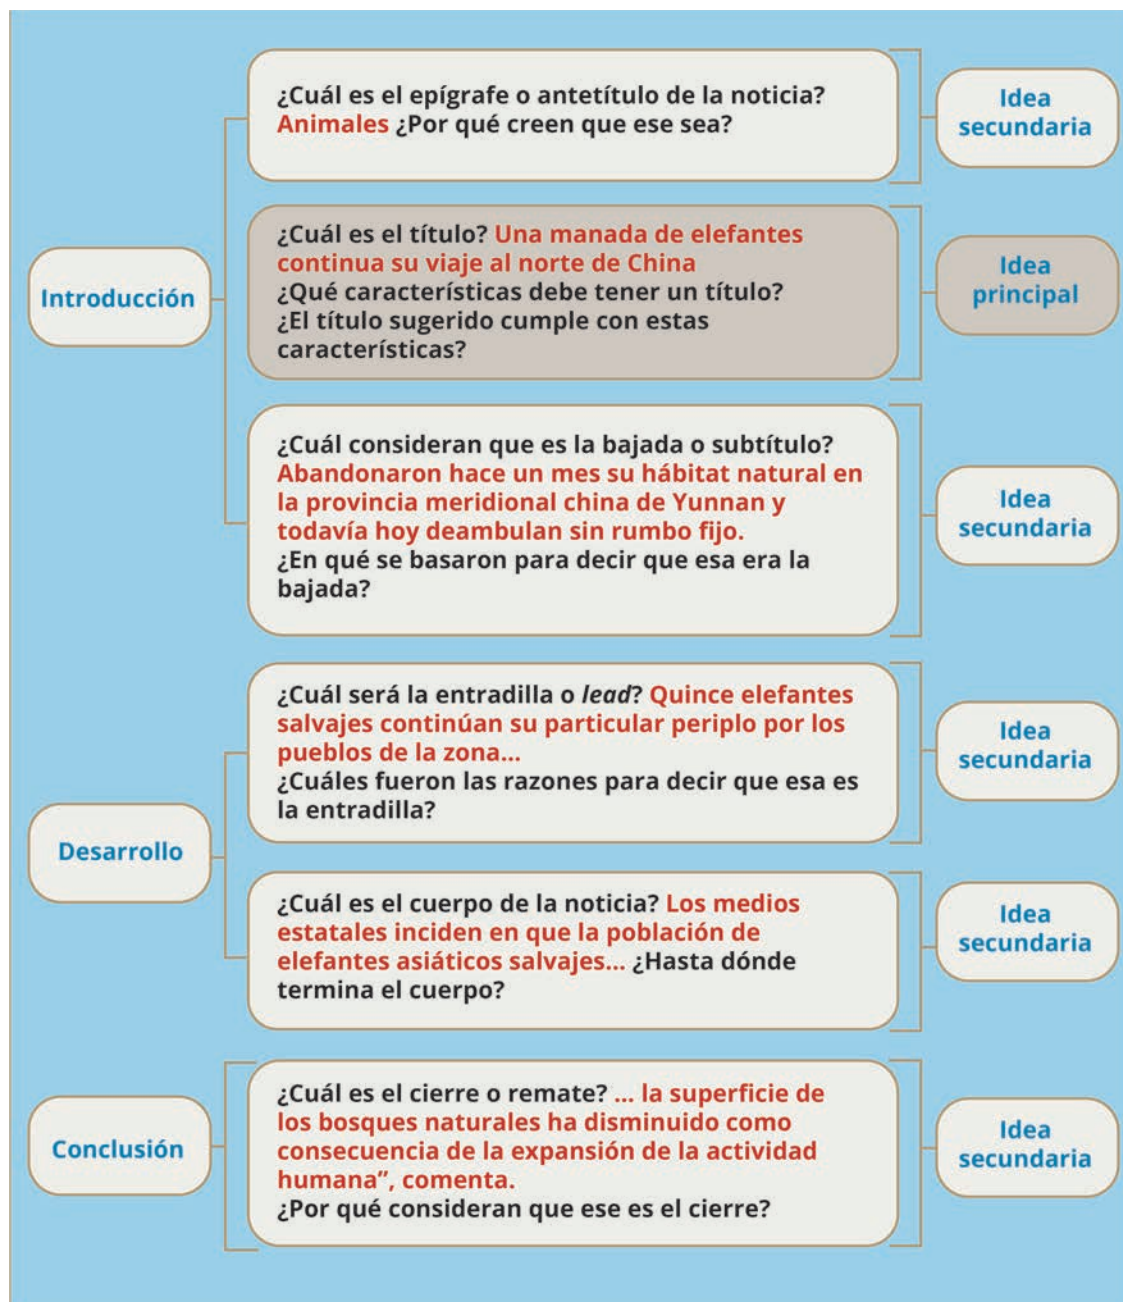 ¿Cuál es el epígrafe o antetítulo de la noticia?
Animales ¿Por qué creen que ese sea?
Idea
secundaria
Introducción
¿Cuál es el título? Una manada de elefantes
continua su viaje al norte de China
¿Qué características debe tener un título?
¿El título sugerido cumple con estas
características?
Idea
principal
¿Cuál consideran que es la bajada o subtítulo?
Abandonaron hace un mes su hábitat natural en
la provincia meridional china de Yunnan y
todavía hoy deambulan sin rumbo fijo.
¿En qué se basaron para decir que esa era la
bajada?
Idea
secundaria
Desarrollo
¿Cuál será la entradilla o lead? Quince elefantes
salvajes continúan su particular periplo por los
pueblos de la zona...
¿Cuáles fueron las razones para decir que esa es
la entradilla?
Idea
secundaria
¿Cuál es el cuerpo de la noticia? Los medios
estatales inciden en que la población de
elefantes asiáticos salvajes... ¿Hasta dónde
termina el cuerpo?
Idea
secundaria
Conclusión
¿Cuál es el cierre o remate? ... la superficie de
los bosques naturales ha disminuido como
consecuencia de la expansión de la actividad
humana”, comenta.
¿Por qué consideran que ese es el cierre?
Idea
secundaria